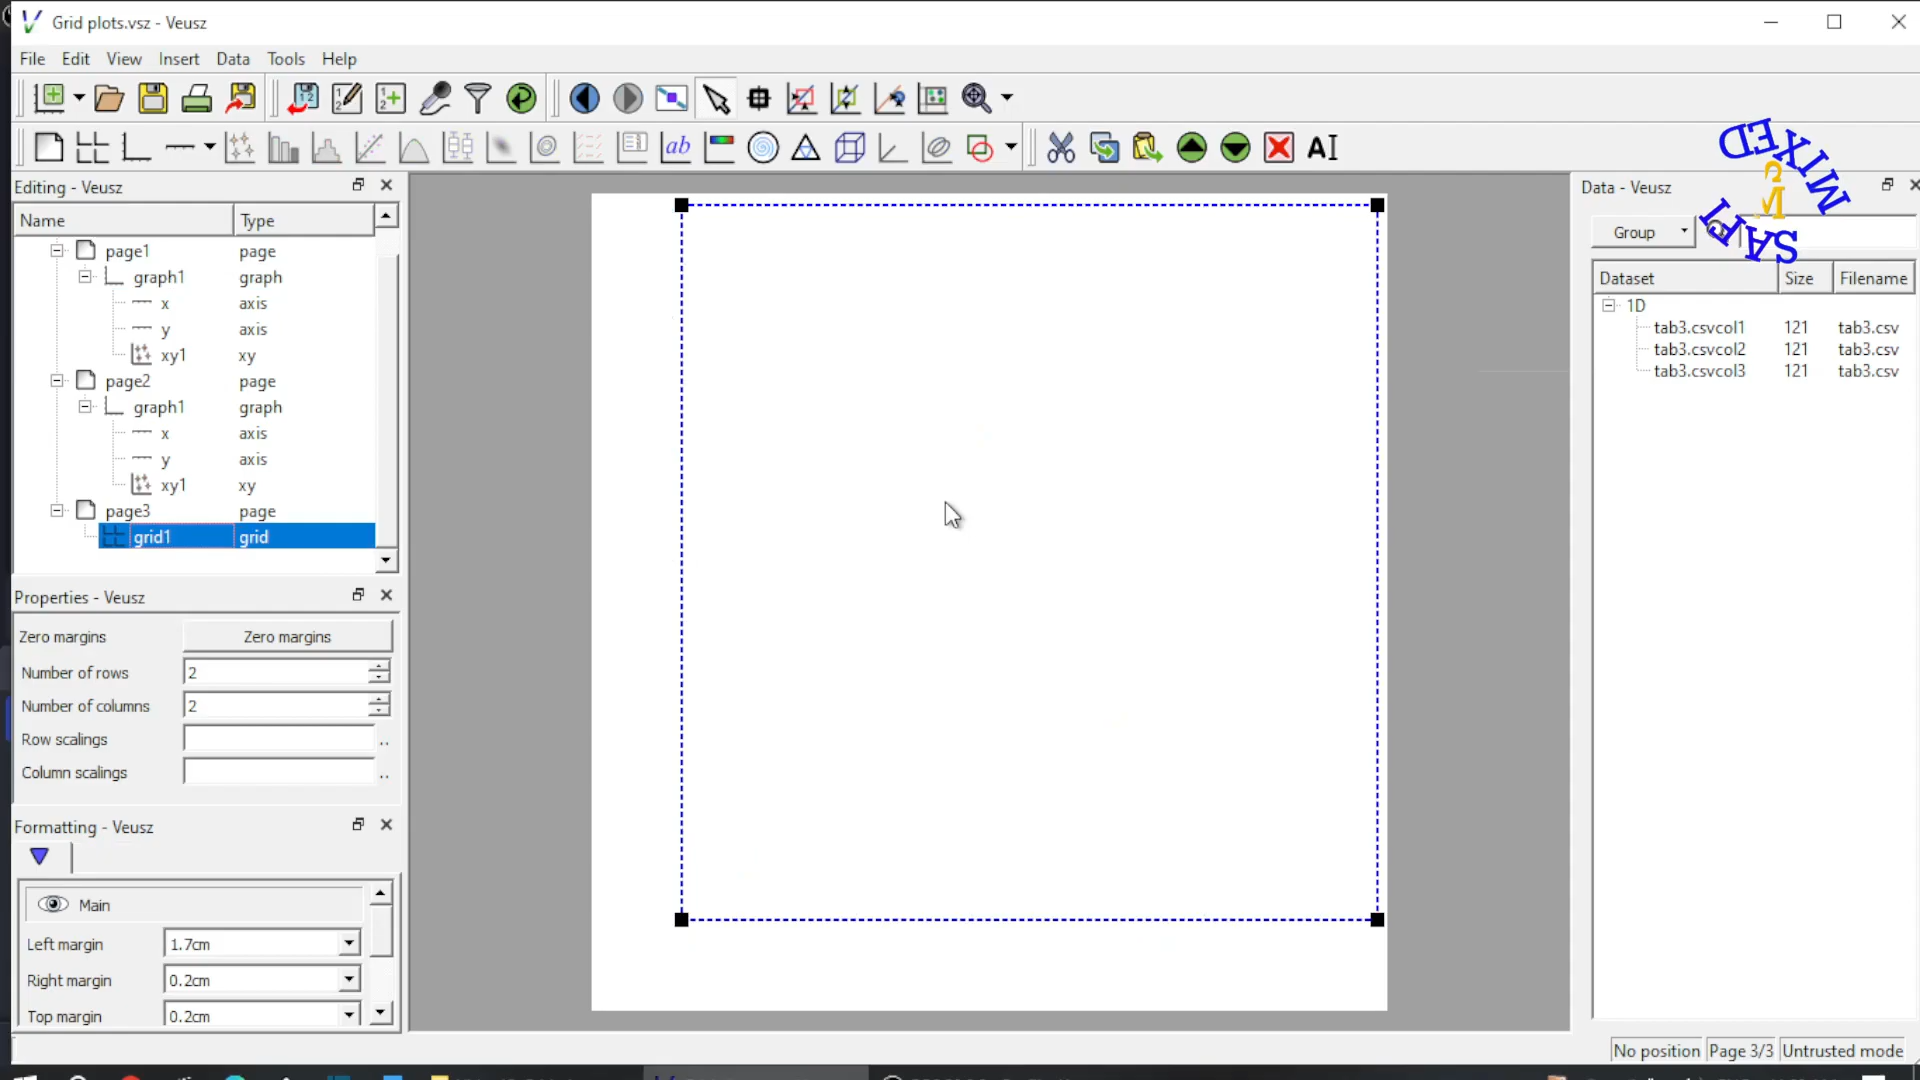 Grid plots.vsz - Veusz
File Edit View Insert Data Tools Help
ab
AI
Editing - Veusz
Name Type
page1 page
graph1 graph
x axis
y axis
xy1 xy
page2 page
graph1 graph
x axis
y axis
xy1 xy
page3 page
grid1 grid
Properties - Veusz
Zero margins Zero margins
Number of rows 2
Number of columns 2
Row scalings ..
Column scalings ..
Formatting - Veusz
Main
Left margin 1.7cm
Right margin 0.2cm
Top margin 0.2cm
Data - Veusz
Group
MIXED
Dataset Size Filename
1D
tab3.csvcol1 121 tab3.csv
tab3.csvcol2 121 tab3.csv
tab3.csvcol3 121 tab3.csv
No position Page 3/3 Untrusted mode